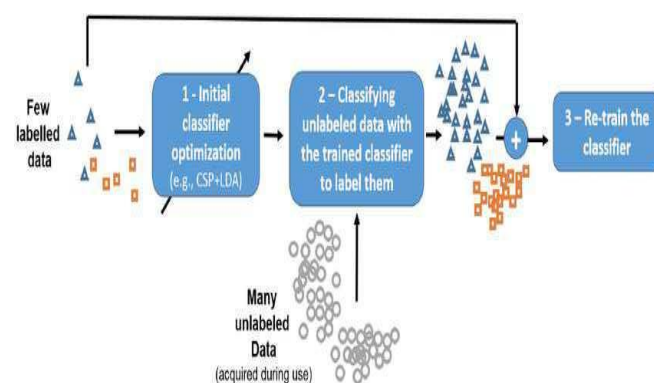 Few
labelled
data
1 - Initial
classifier
optimization
(e.g., CSP+LDA)
2 – Classifying
unlabeled data with
the trained classifier
to label them
+
3 – Re-train the
classifier
Many
unlabeled
Data
(acquired during use)